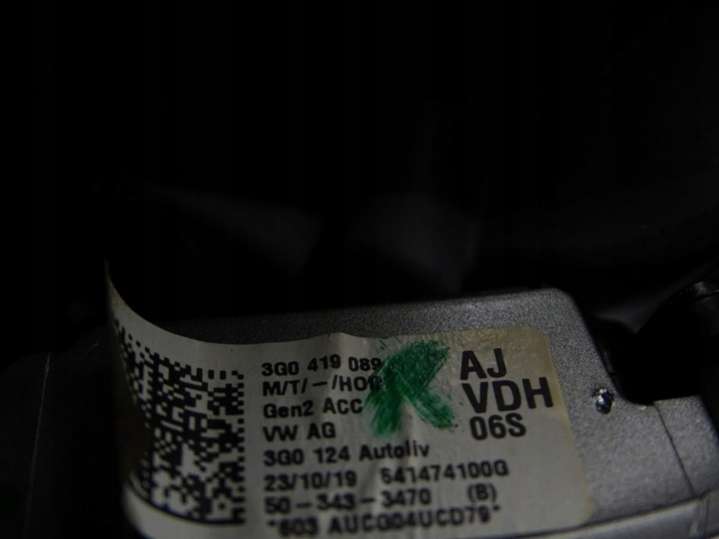 3G0 419 089 AJ
M/T/-/HOD VDH
Gen2 ACC 06S
VW AG
3G0 124 Autoliv
23/10/19 641474100G
50-343-3470 (B)